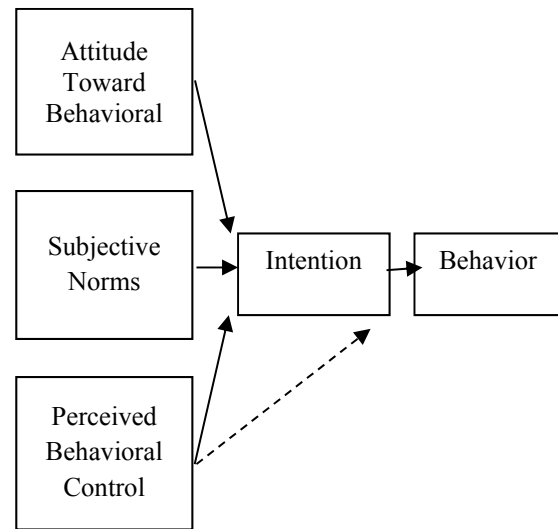 Attitude
Toward
Behavioral
Subjective
Norms
Intention
Behavior
Perceived
Behavioral
Control